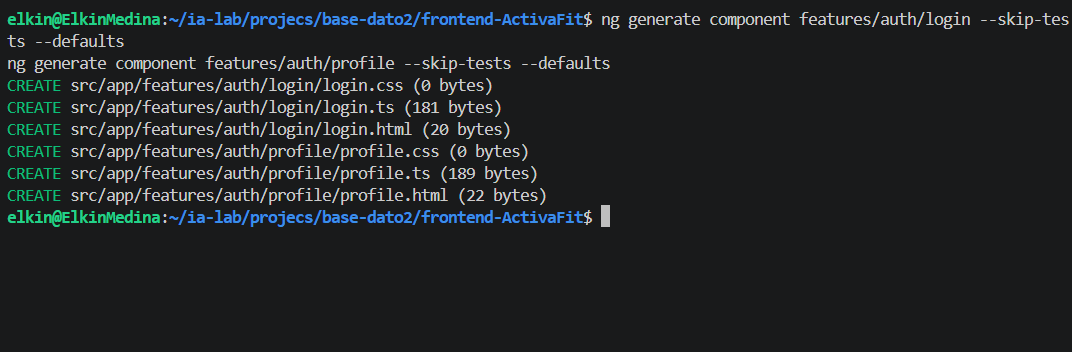 elkin@ElkinMedina:~/ia-lab/projecs/base-dato2/frontend-ActivaFit$ ng generate component features/auth/login --skip-tes
ts --defaults
ng generate component features/auth/profile --skip-tests --defaults
CREATE src/app/features/auth/login/login.css (0 bytes)
CREATE src/app/features/auth/login/login.ts (181 bytes)
CREATE src/app/features/auth/login/login.html (20 bytes)
CREATE src/app/features/auth/profile/profile.css (0 bytes)
CREATE src/app/features/auth/profile/profile.ts (189 bytes)
CREATE src/app/features/auth/profile/profile.html (22 bytes)
elkin@ElkinMedina:~/ia-lab/projecs/base-dato2/frontend-ActivaFit$